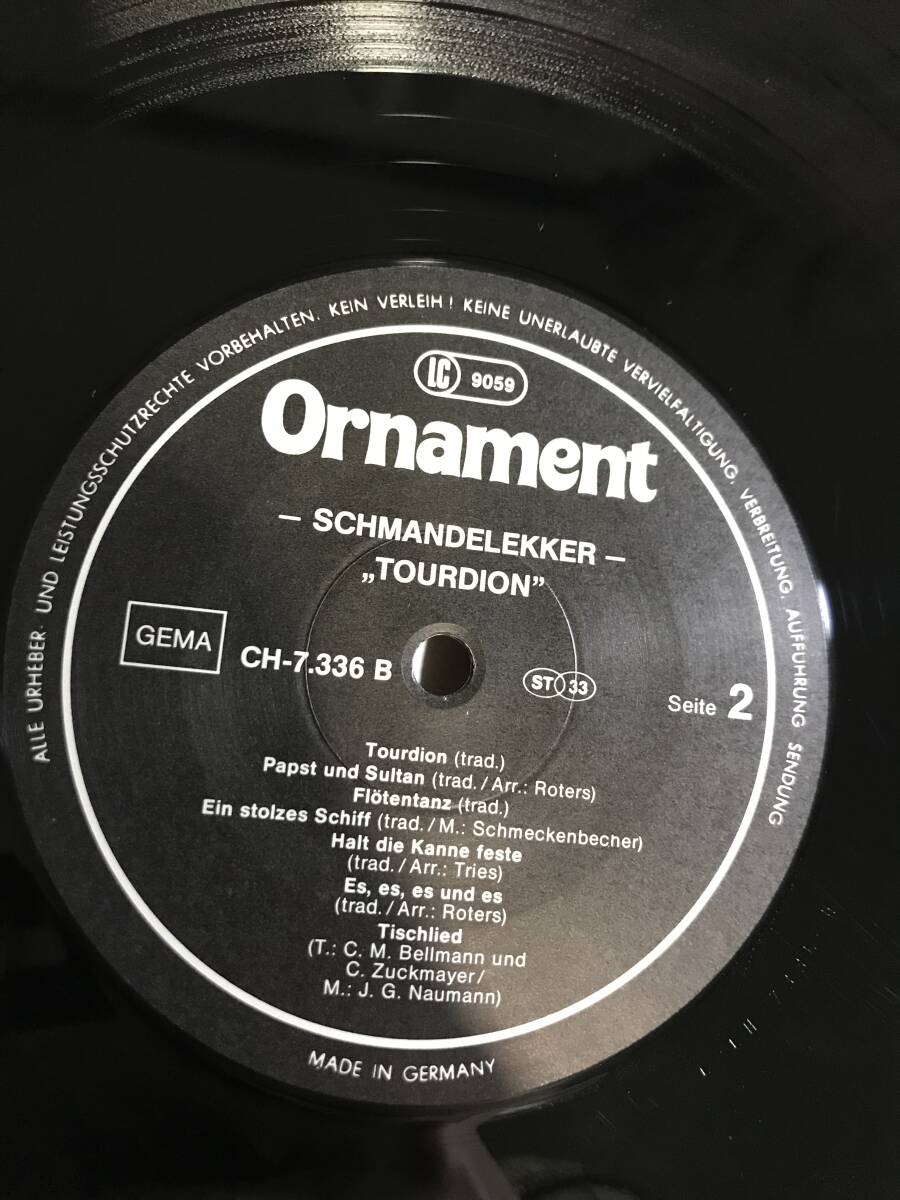 ALLE URHEBER- UND LEISTUNGSSCHUTZRECHTE VORBEHALTEN. KEIN VERLEIH! KEINE UNERLAUBTE VERVIELFÄLTIGUNG, VERBREITUNG, AUFFÜHRUNG SENDUNG
LC 9059
Ornament
– SCHMANDELEKKER –
„TOURDION”
GEMA
CH-7.336 B
ST 33
Seite 2
Tourdion (trad.)
Papst und Sultan (trad./Arr.: Roters)
Flötentanz (trad.)
Ein stolzes Schiff (trad./M.: Schmeckenbecner)
Halt die Kanne feste
(trad./Arr.: Tries)
Es, es, es und es
(trad./Arr.: Roters)
Tischlied
(T.: C. M. Bellmann und
C. Zuckmayer/
M.: J. G. Naumann)
MADE IN GERMANY